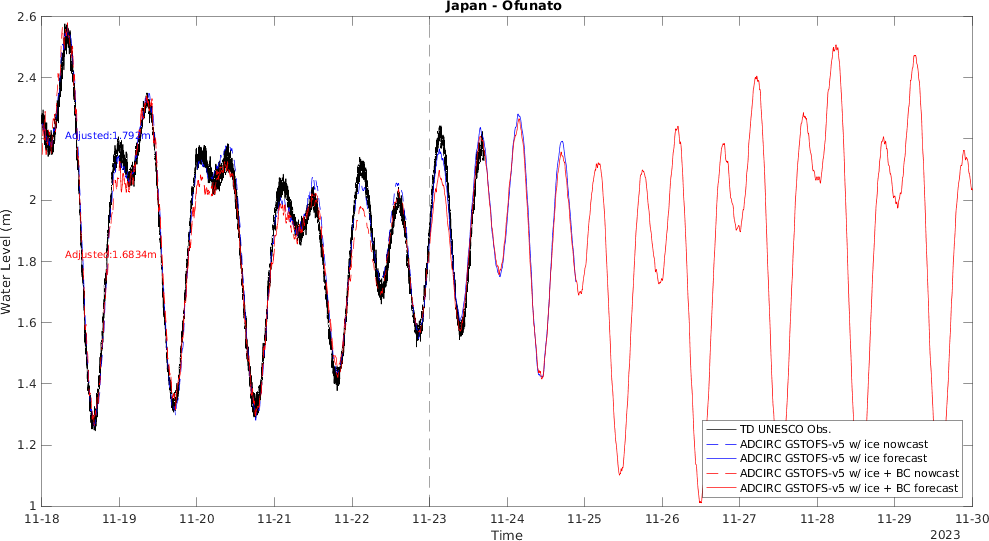 Japan - Ofunato
2.6
2.4
2.2
2
1.8
1.6
1.4
1.2
1
Water Level (m)
Adjusted:1.792m
Adjusted:1.6834m
TD UNESCO Obs.
ADCIRC GSTOFS-v5 w/ ice nowcast
ADCIRC GSTOFS-v5 w/ ice forecast
ADCIRC GSTOFS-v5 w/ ice + BC nowcast
ADCIRC GSTOFS-v5 w/ ice + BC forecast
11-18 11-19 11-20 11-21 11-22 11-23 11-24 11-25 11-26 11-27 11-28 11-29 11-30
Time
2023